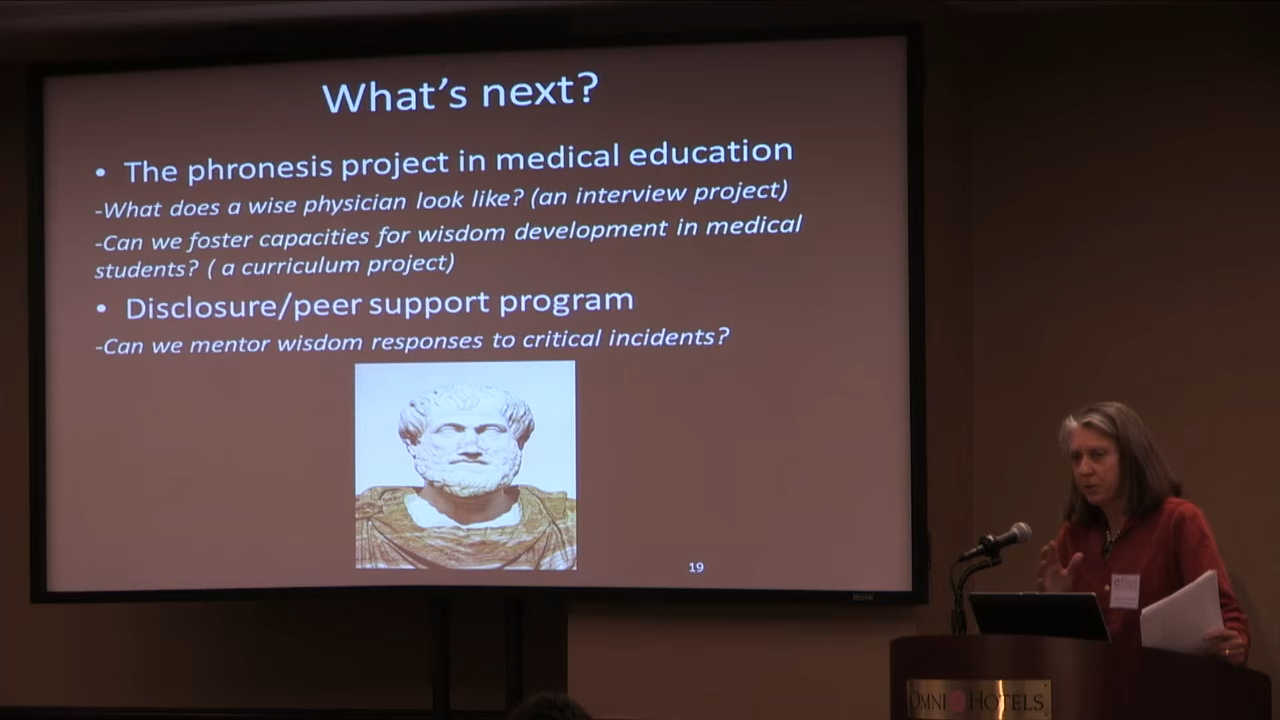 What's next?
• The phronesis project in medical education
-What does a wise physician look like? (an interview project)
-Can we foster capacities for wisdom development in medical
students? ( a curriculum project)
• Disclosure/peer support program
-Can we mentor wisdom responses to critical incidents?
19
OMNI HOTELS